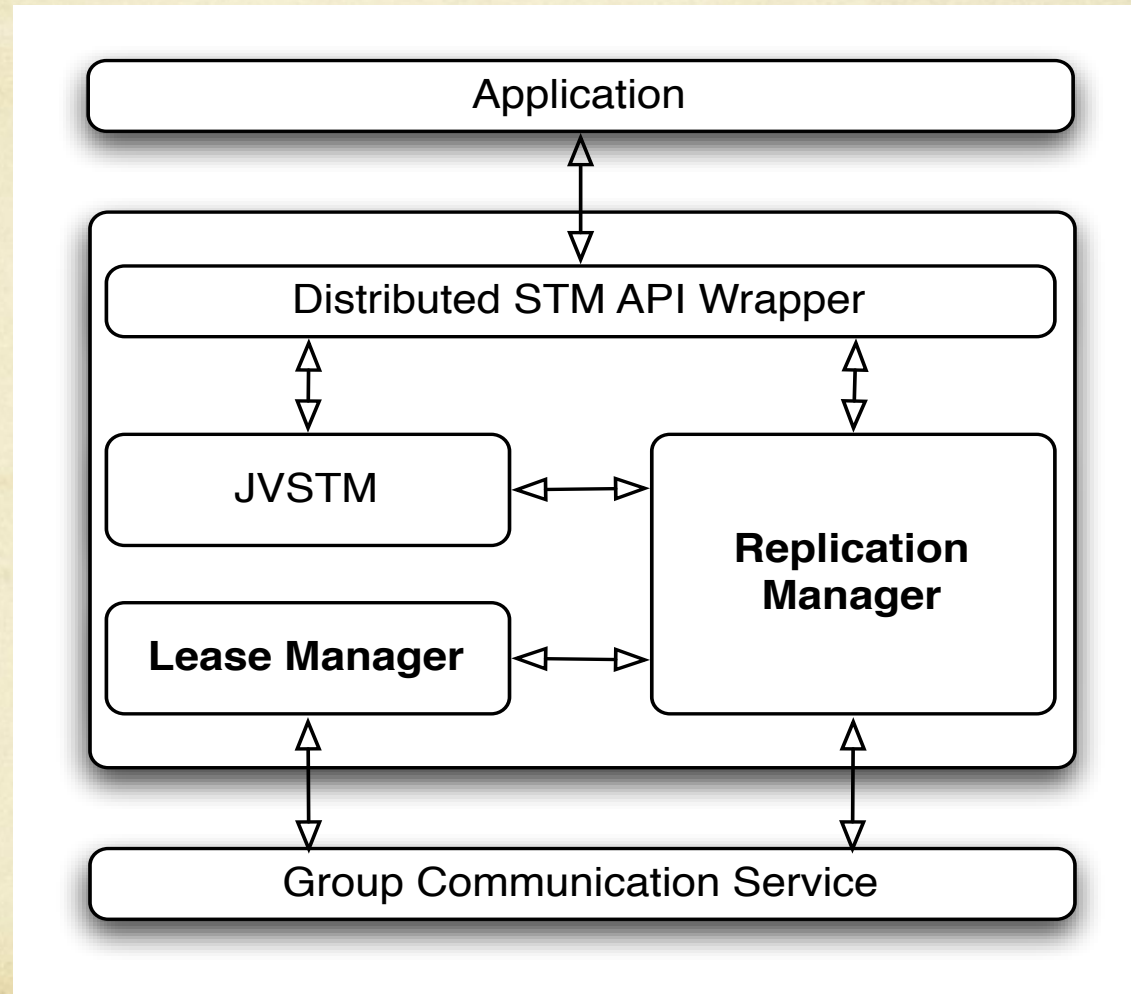 Application
Distributed STM API Wrapper
JVSTM
Replication
Manager
Lease Manager
Group Communication Service